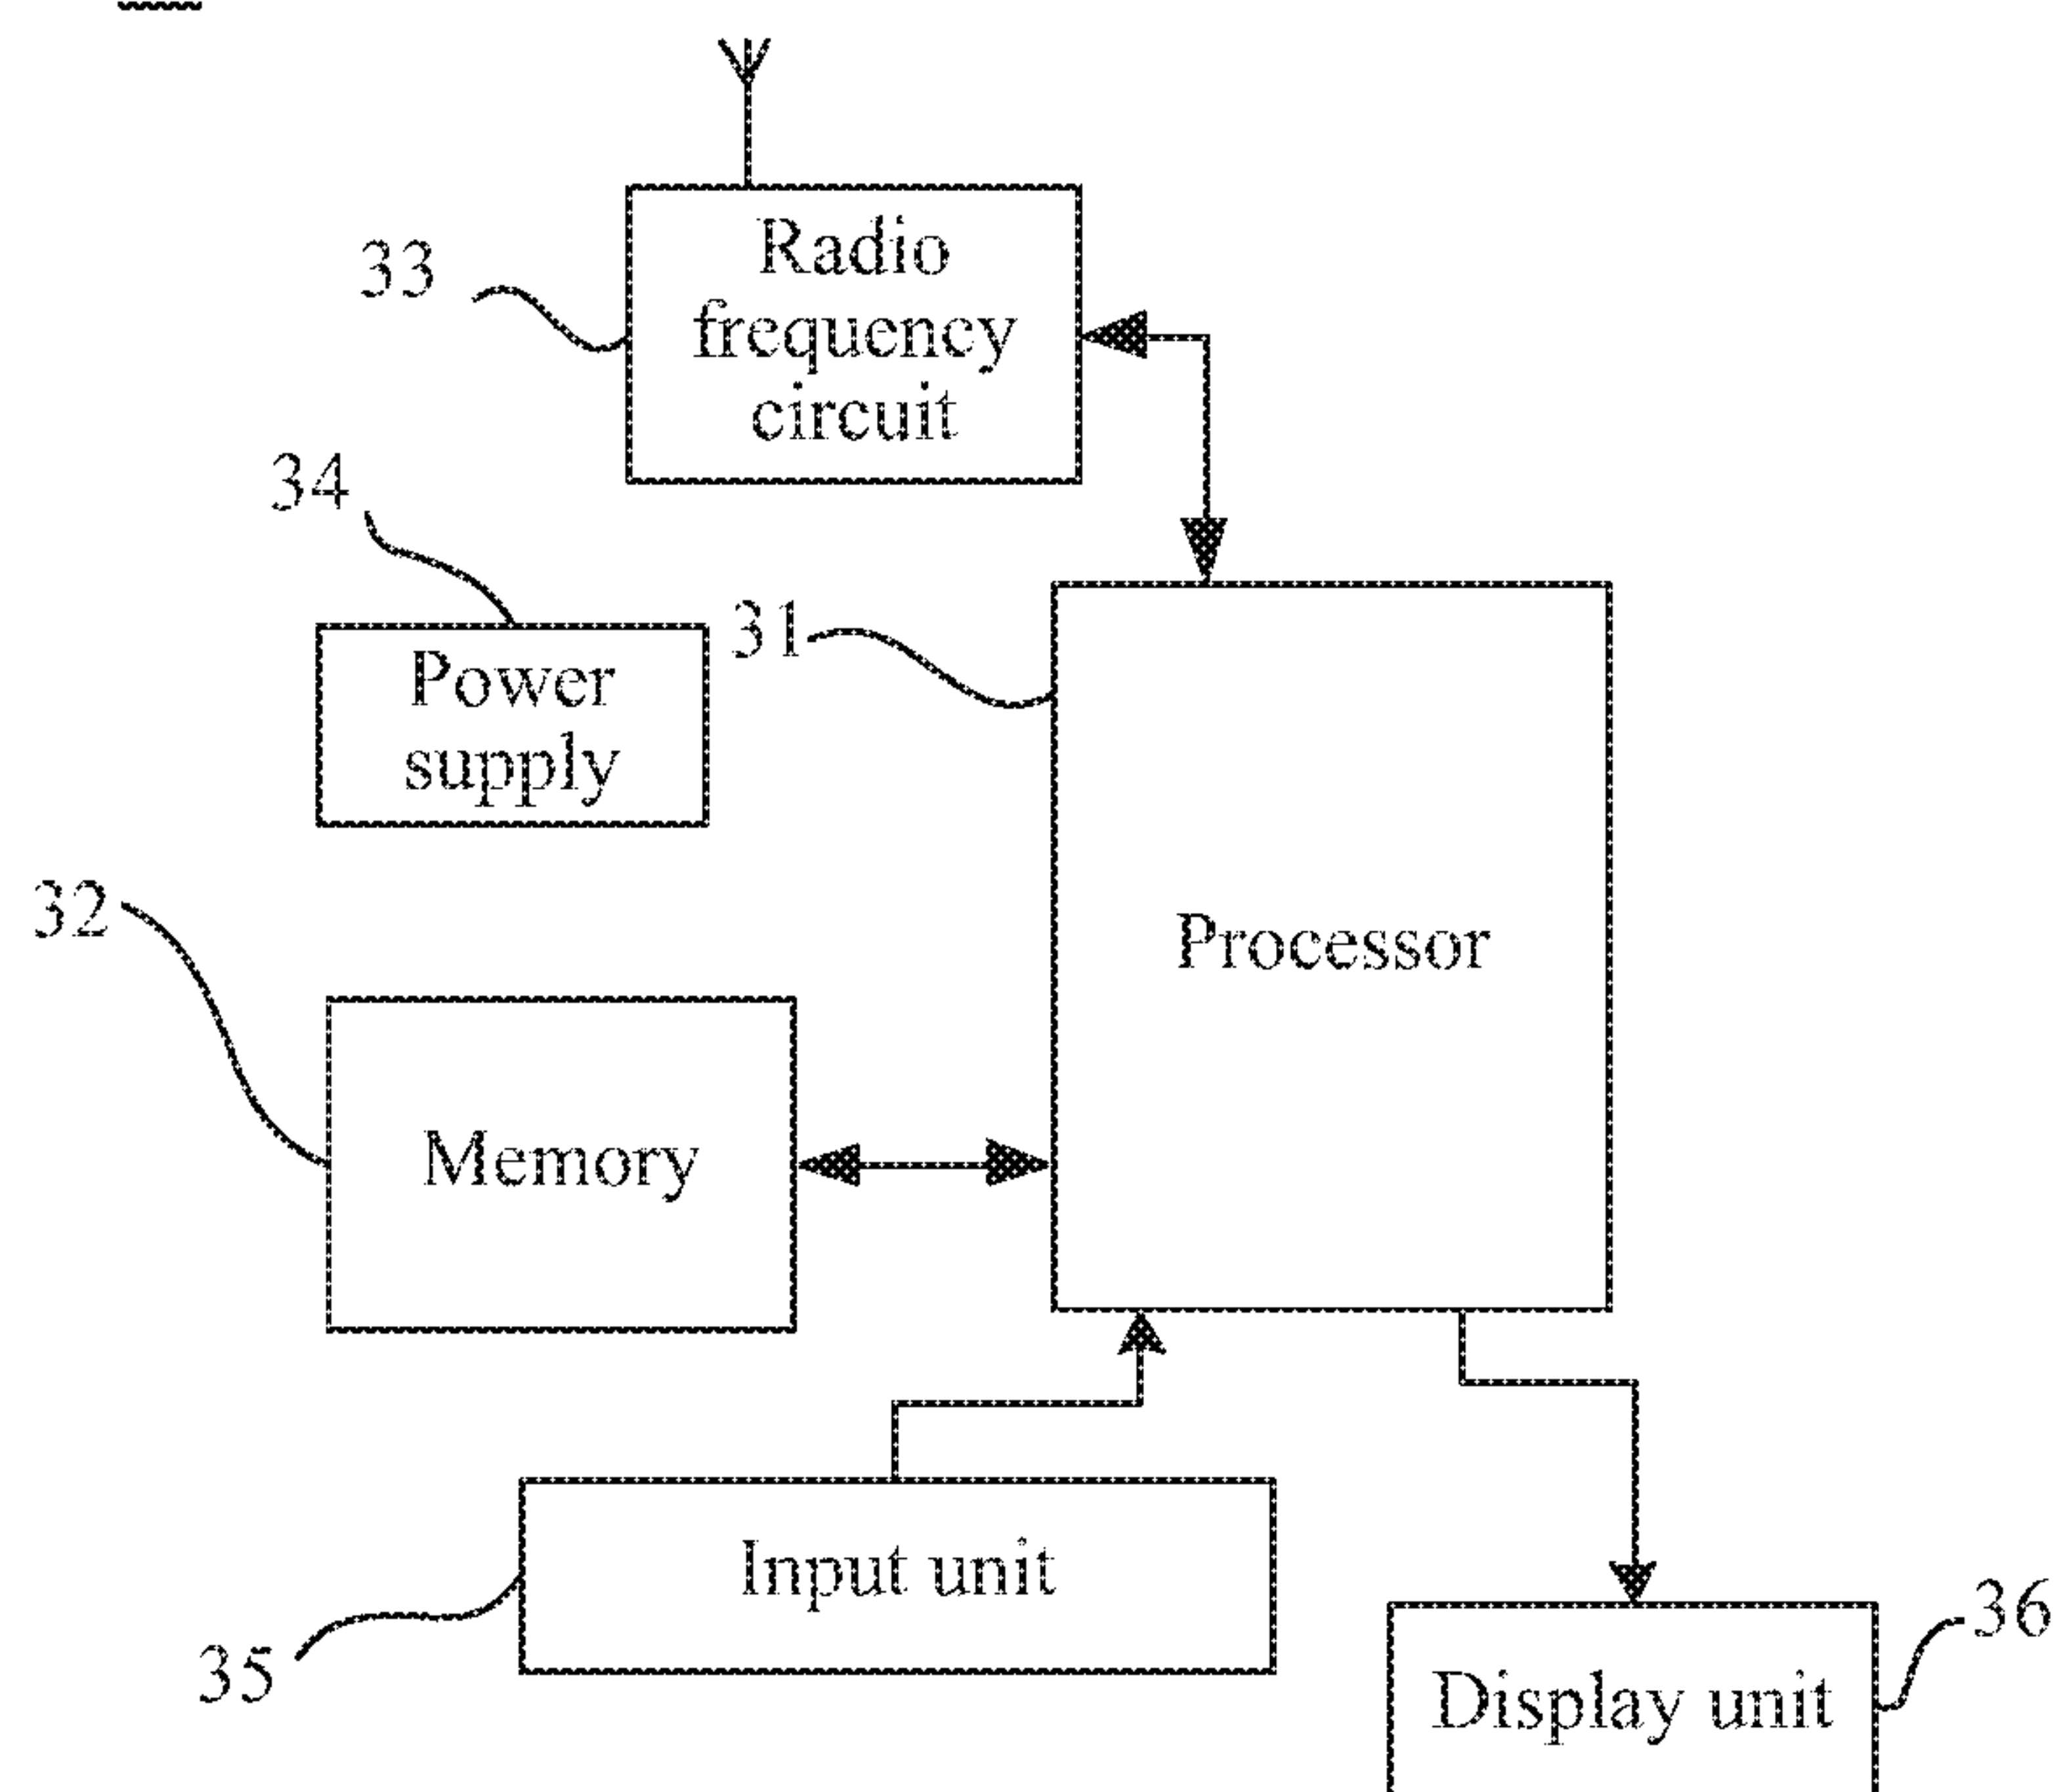 33
Radio
frequency
circuit
34
Power
supply
31
32
Processor
Memory
Input unit
35
36
Display unit